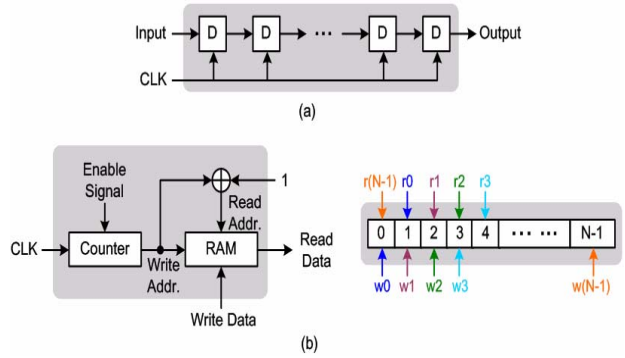 Input D D ··· D D Output
CLK
(a)
Enable
Signal
1
Read
Addr.
CLK Counter RAM Read
Data
Write
Addr.
Write Data
r(N-1) r0 r1 r2 r3
0 1 2 3 4 ··· ··· N-1
w0 w1 w2 w3 w(N-1)
(b)